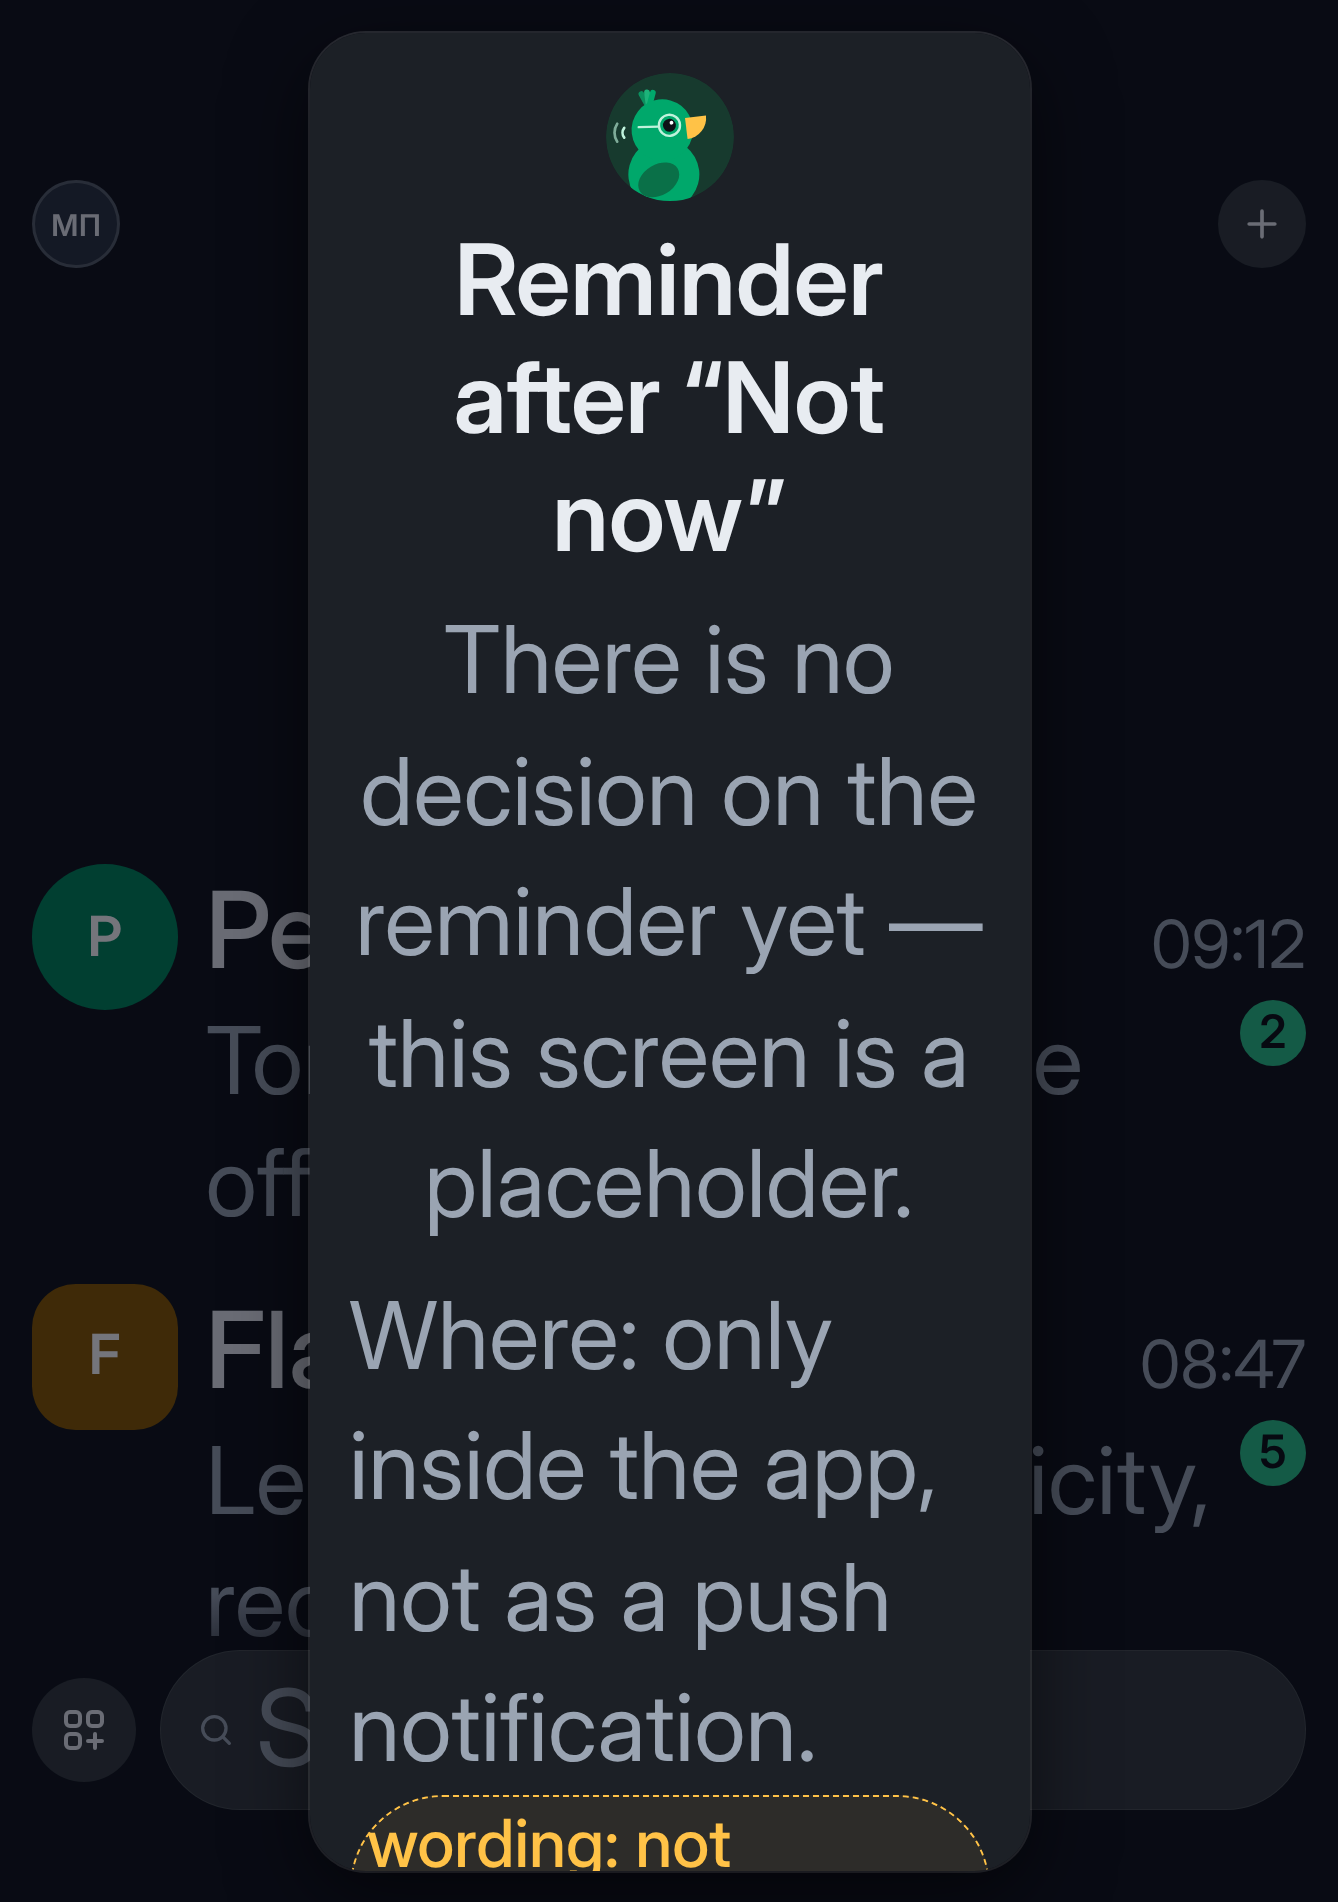 МП
Reminder
after “Not
now”
There is no
decision on the
reminder yet —
this screen is a
placeholder.
Where: only
inside the app,
not as a push
notification.
wording: not
P
09:12
2
off
F
08:47
5